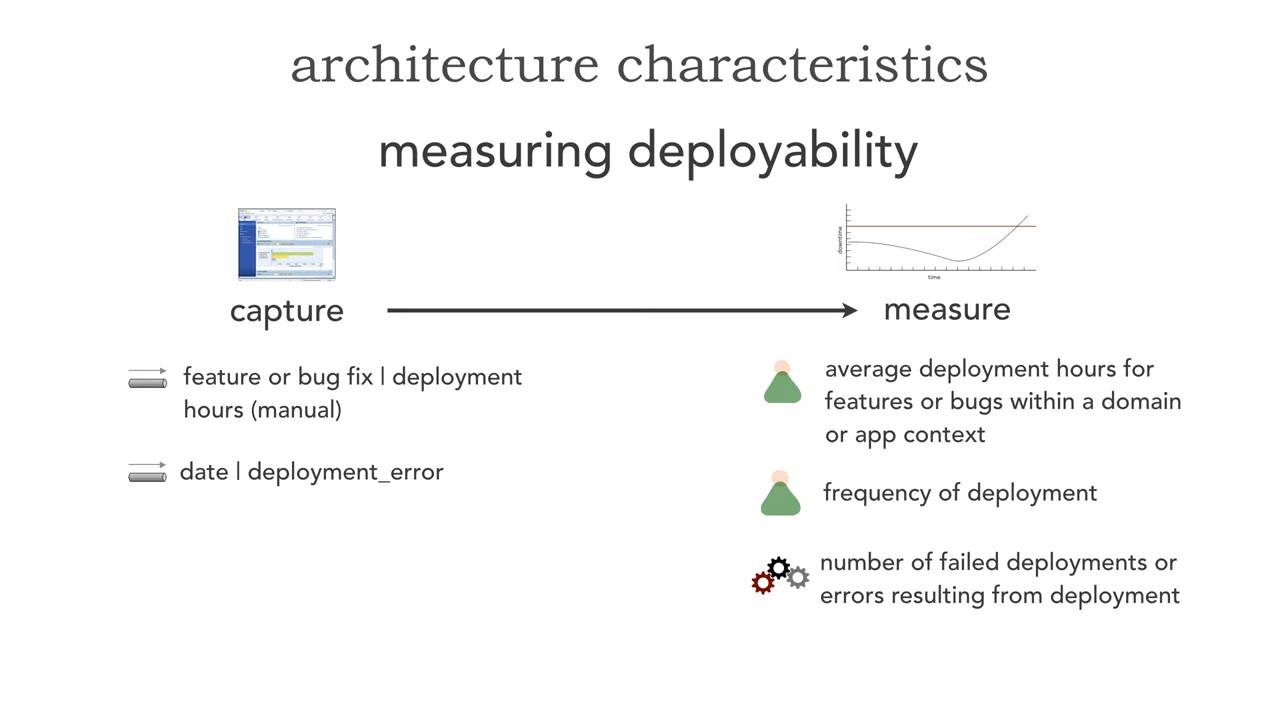 architecture characteristics
measuring deployability
downtime
time
capture
measure
feature or bug fix | deployment
hours (manual)
date | deployment_error
average deployment hours for
features or bugs within a domain
or app context
frequency of deployment
number of failed deployments or
errors resulting from deployment